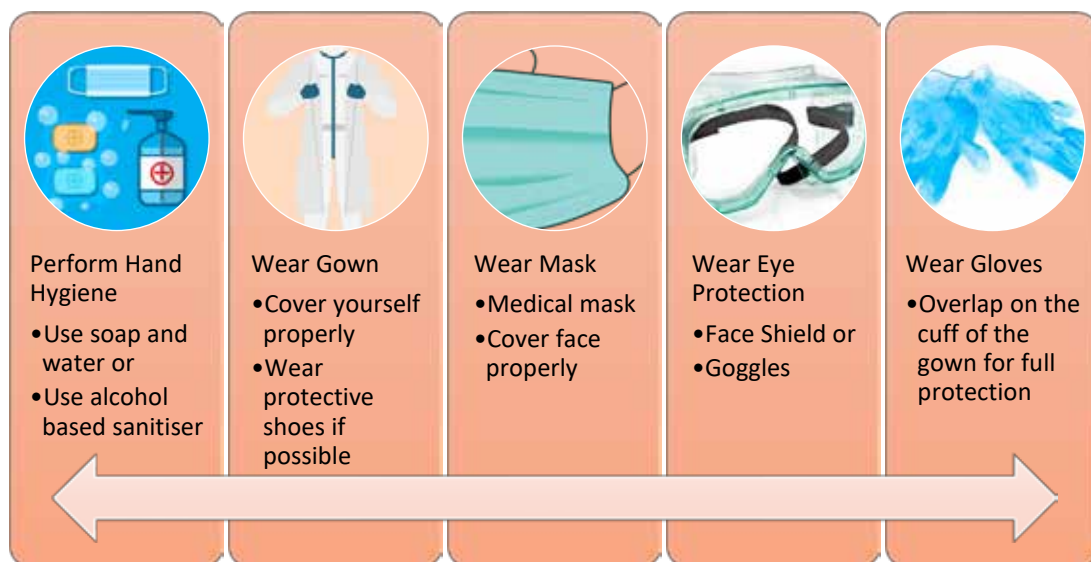 Perform Hand
Hygiene
•Use soap and
water or
•Use alcohol
based sanitiser
Wear Gown
•Cover yourself
properly
•Wear
protective
shoes if
possible
Wear Mask
•Medical mask
•Cover face
properly
Wear Eye
Protection
•Face Shield or
•Goggles
Wear Gloves
•Overlap on the
cuff of the
gown for full
protection